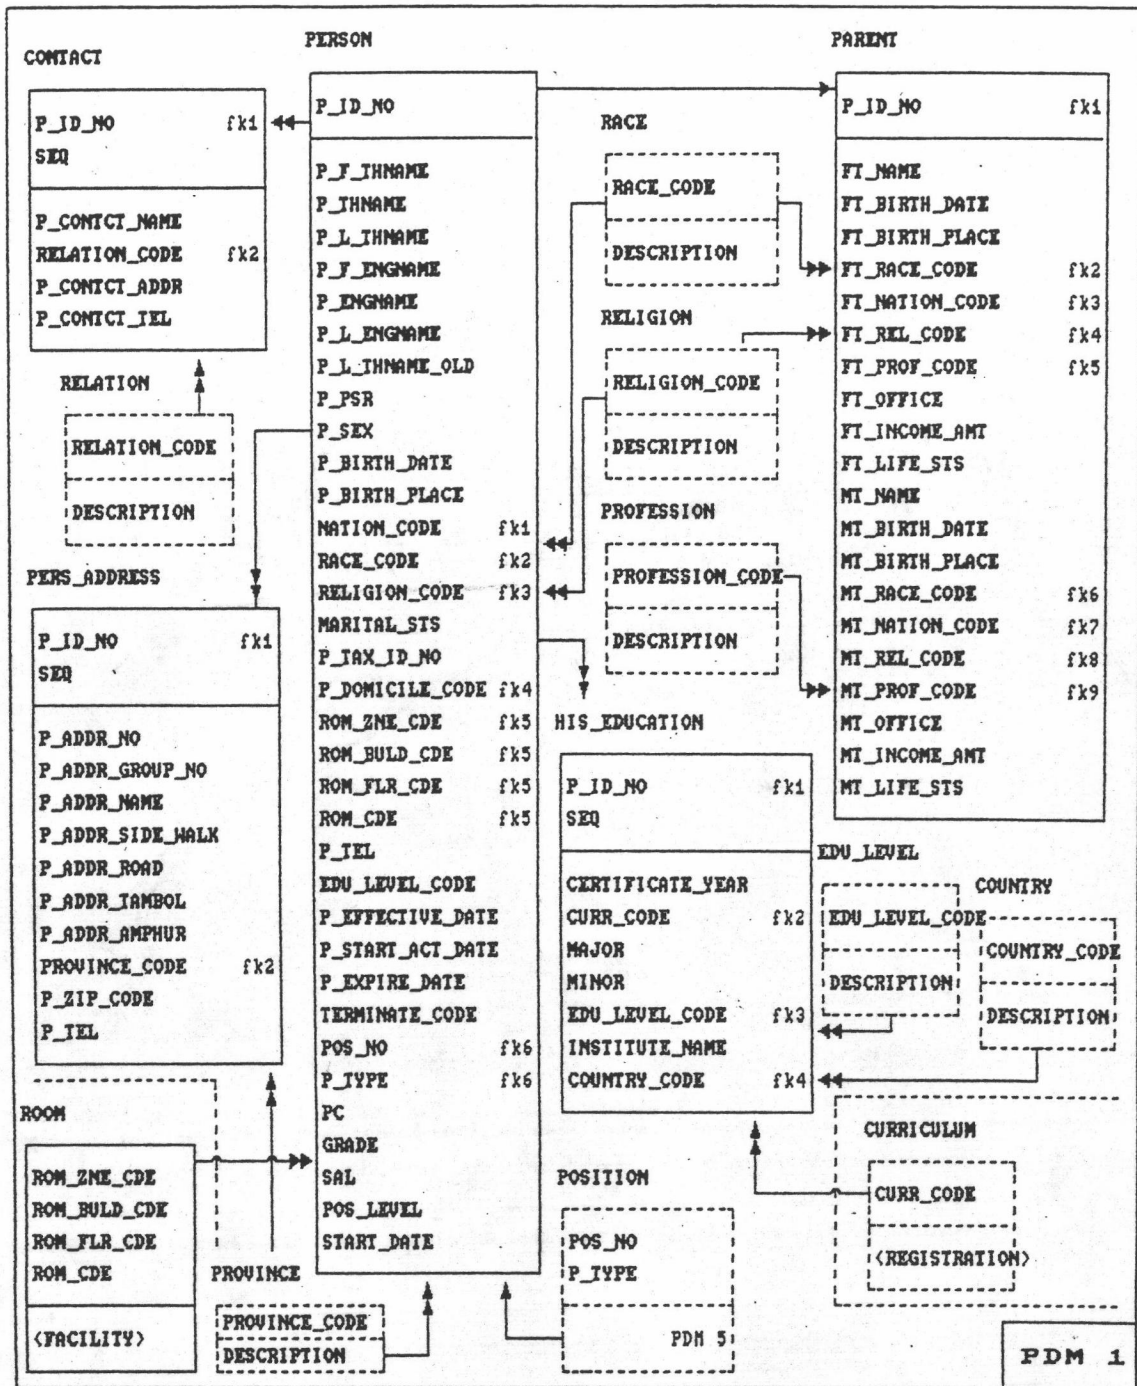 CONTACT
P_ID_NO fk1
SEQ
P_CONTCT_NAME
RELATION_CODE fk2
P_CONTCT_ADDR
P_CONTCT_TEL
RELATION
RELATION_CODE
DESCRIPTION
PERS_ADDRESS
P_ID_NO fk1
SEQ
P_ADDR_NO
P_ADDR_GROUP_NO
P_ADDR_NAME
P_ADDR_SIDE_WALK
P_ADDR_ROAD
P_ADDR_TAMBOL
P_ADDR_AMPHUR
PROVINCE_CODE fk2
P_ZIP_CODE
P_TEL
ROOM
ROM_ZNE_CDE
ROM_BULD_CDE
ROM_FLR_CDE
ROM_CDE
<FACILITY>
PERSON
P_ID_NO
P_F_THNAME
P_THNAME
P_L_THNAME
P_F_ENGNAME
P_ENGNAME
P_L_ENGNAME
P_L_THNAME_OLD
P_PSR
P_SEX
P_BIRTH_DATE
P_BIRTH_PLACE
NATION_CODE fk1
RACE_CODE fk2
RELIGION_CODE fk3
MARITAL_STS
P_TAX_ID_NO
P_DOMICILE_CODE fk4
ROM_ZNE_CDE fk5
ROM_BULD_CDE fk5
ROM_FLR_CDE fk5
ROM_CDE fk5
P_TEL
EDU_LEVEL_CODE
P_EFFECTIVE_DATE
P_START_ACT_DATE
P_EXPIRE_DATE
TERMINATE_CODE
POS_NO fk6
P_TYPE fk6
PC
GRADE
SAL
POS_LEVEL
START_DATE
PROVINCE
PROVINCE_CODE
DESCRIPTION
RACE
RACE_CODE
DESCRIPTION
RELIGION
RELIGION_CODE
DESCRIPTION
PROFESSION
PROFESSION_CODE
DESCRIPTION
HIS_EDUCATION
P_ID_NO fk1
SEQ
CERTIFICATE_YEAR
CURR_CODE fk2
MAJOR
MINOR
EDU_LEVEL_CODE fk3
INSTITUTE_NAME
COUNTRY_CODE fk4
POSITION
POS_NO
P_TYPE
PDM 5
PARENT
P_ID_NO fk1
FT_NAME
FT_BIRTH_DATE
FT_BIRTH_PLACE
FT_RACE_CODE fk2
FT_NATION_CODE fk3
FT_REL_CODE fk4
FT_PROF_CODE fk5
FT_OFFICE
FT_INCOME_AMT
FT_LIFE_STS
MT_NAME
MT_BIRTH_DATE
MT_BIRTH_PLACE
MT_RACE_CODE fk6
MT_NATION_CODE fk7
MT_REL_CODE fk8
MT_PROF_CODE fk9
MT_OFFICE
MT_INCOME_AMT
MT_LIFE_STS
EDU_LEVEL
EDU_LEVEL_CODE
DESCRIPTION
COUNTRY
COUNTRY_CODE
DESCRIPTION
CURRICULUM
CURR_CODE
<REGISTRATION>
PDM 1